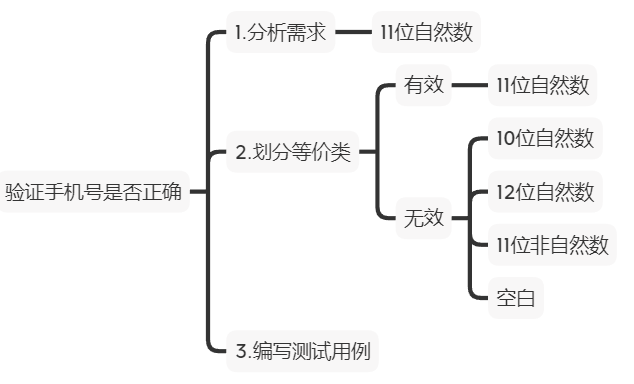 验证手机号是否正确
1.分析需求
11位自然数
2.划分等价类
有效
11位自然数
无效
10位自然数
12位自然数
11位非自然数
空白
3.编写测试用例